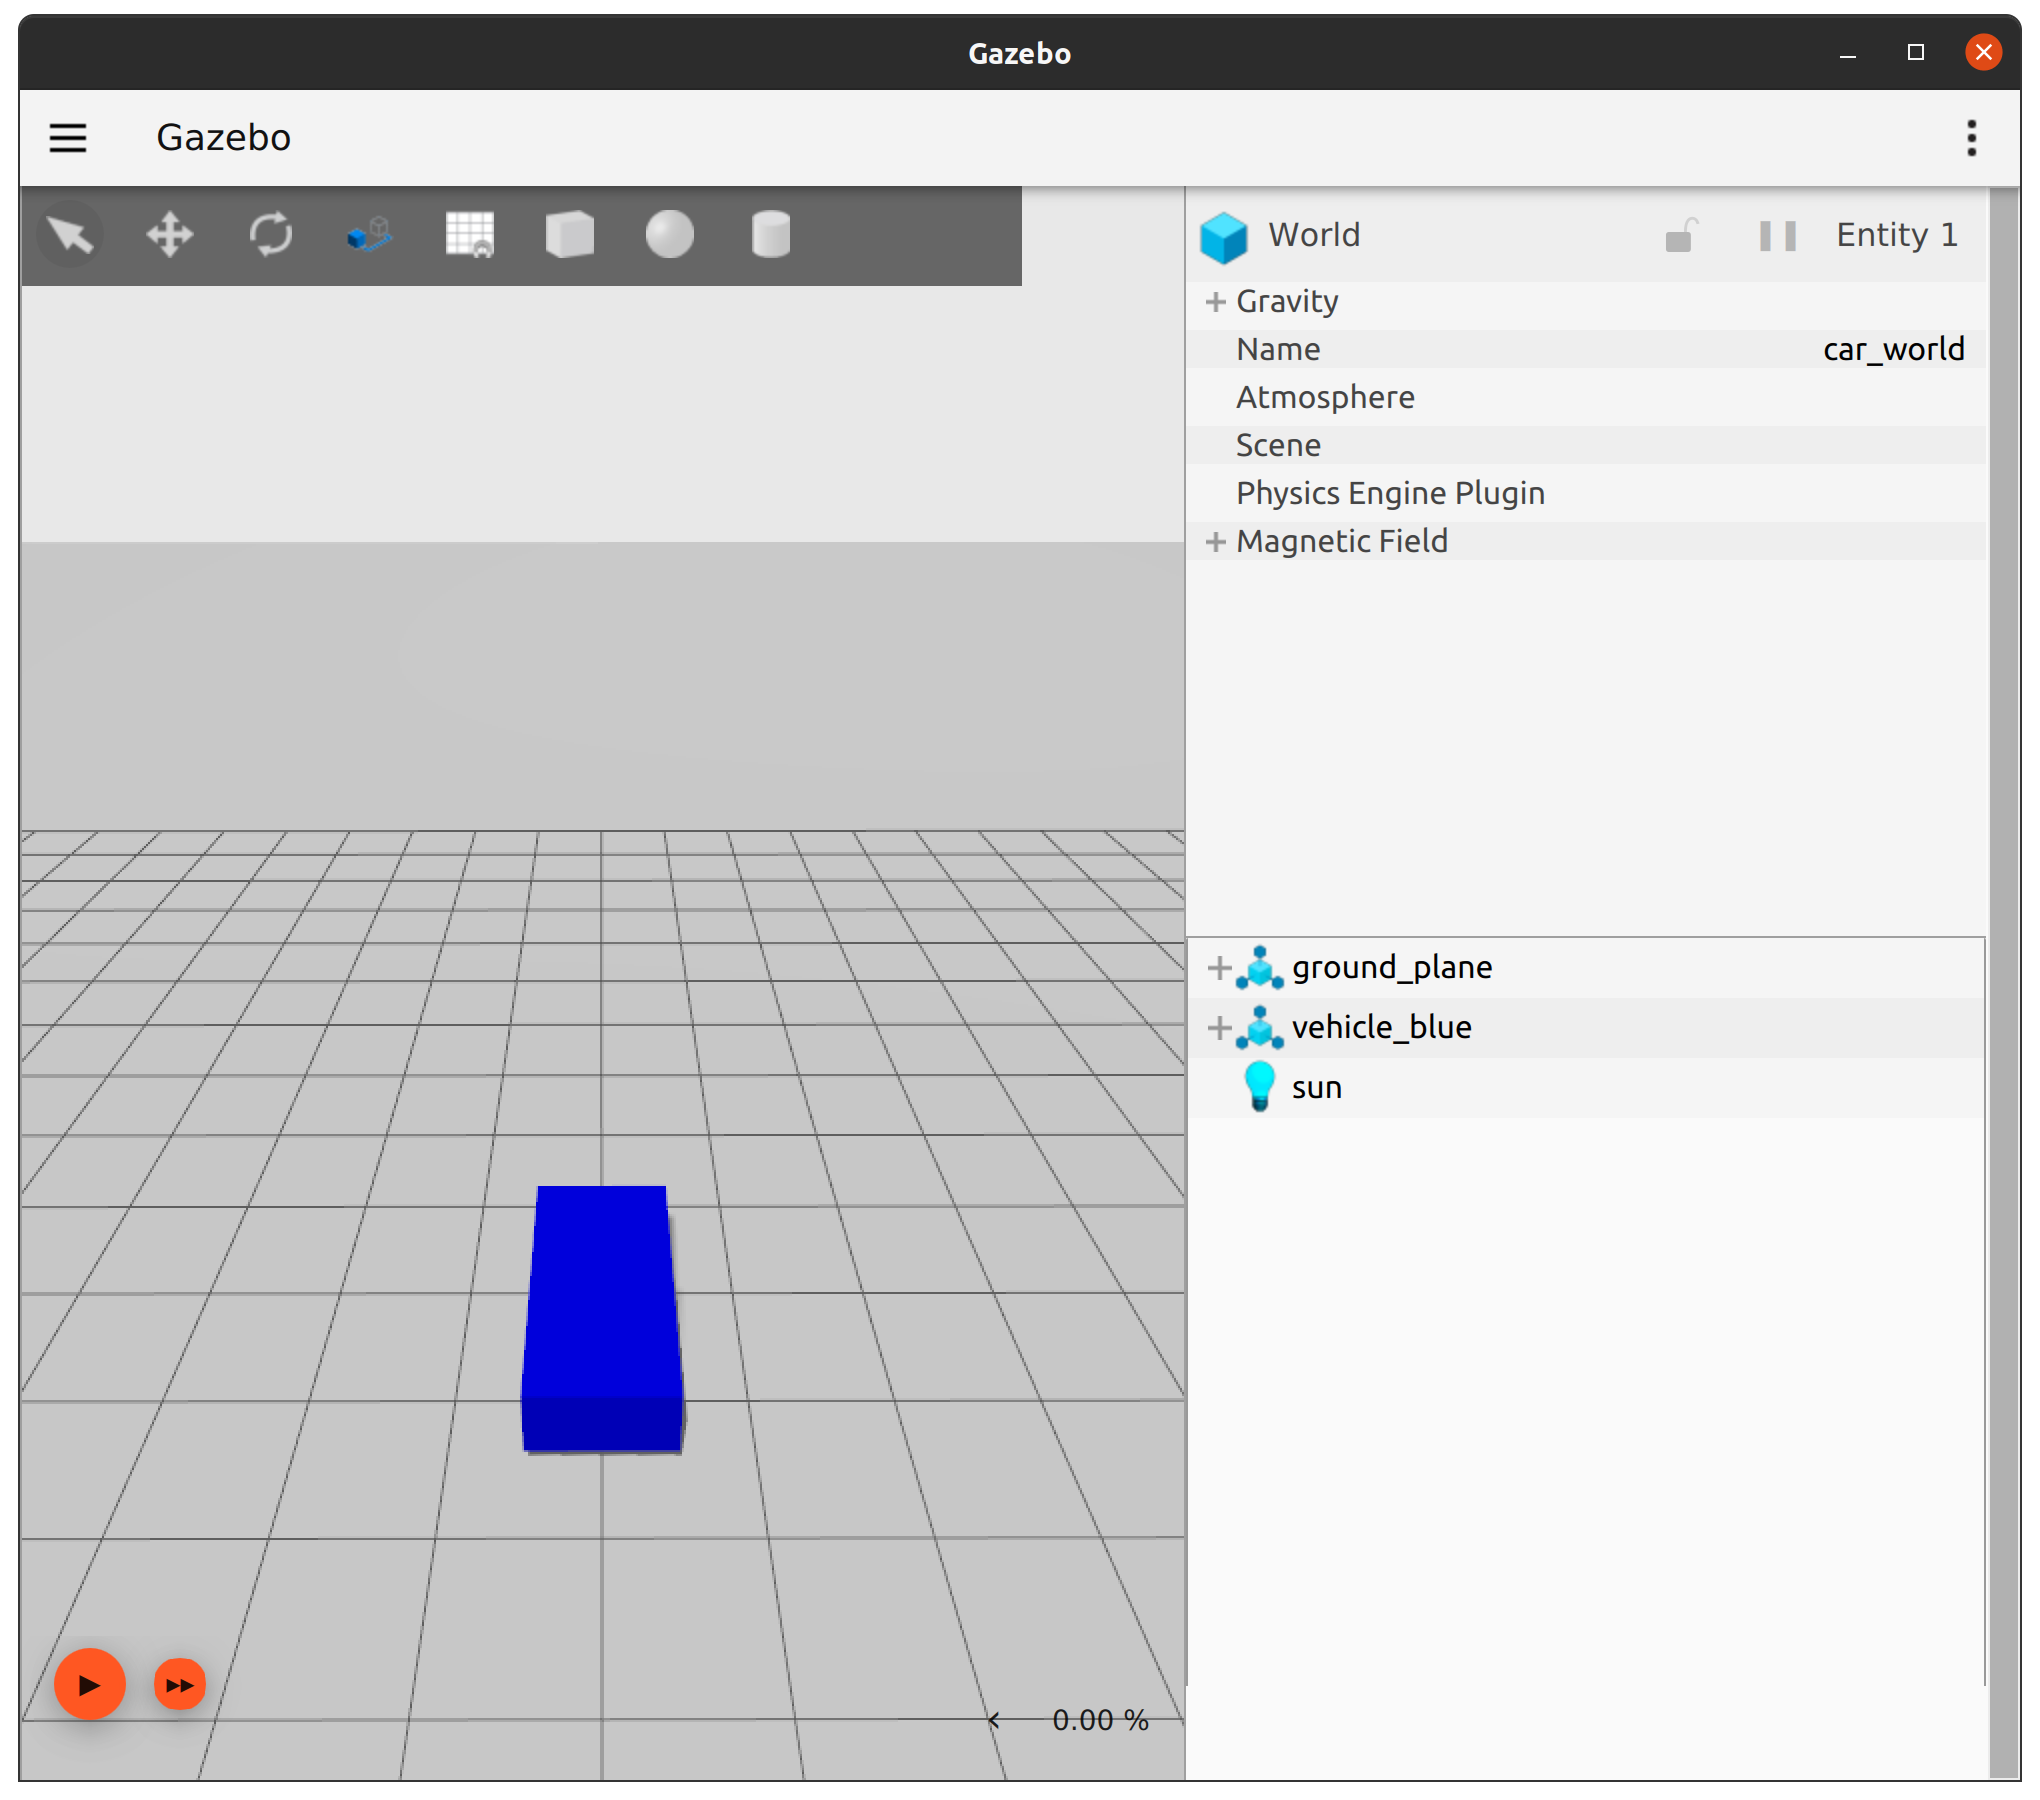 Gazebo
Gazebo
World Entity 1
Gravity
Name car_world
Atmosphere
Scene
Physics Engine Plugin
Magnetic Field
ground_plane
vehicle_blue
sun
0.00 %